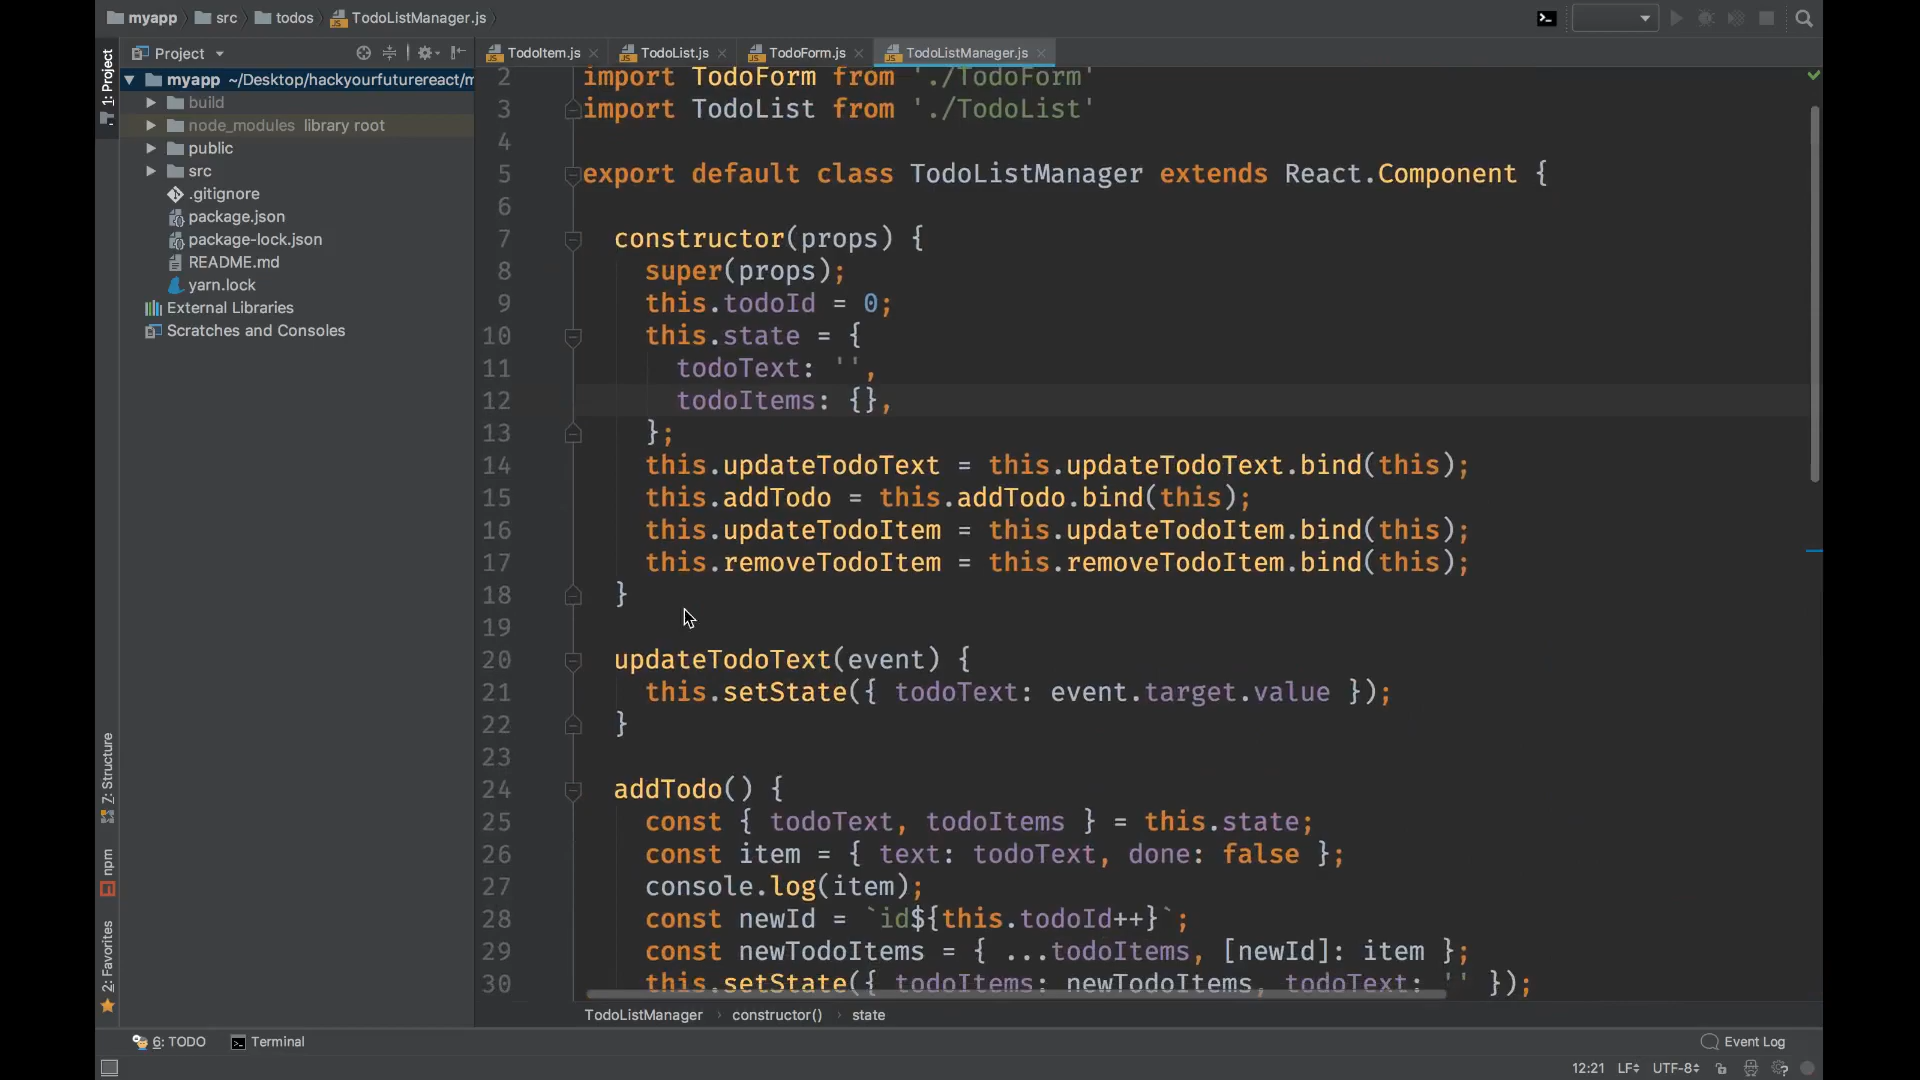 myapp src todos TodoListManager.js
Project
TodoItem.js TodoList.js TodoForm.js TodoListManager.js
1: Project
myapp ~/Desktop/hackyourfuturereact/m
build
node_modules library root
public
src
.gitignore
package.json
package-lock.json
README.md
yarn.lock
External Libraries
Scratches and Consoles
Z: Structure
npm
2: Favorites
2 import TodoForm from './TodoForm'
3 import TodoList from './TodoList'
4
5 export default class TodoListManager extends React.Component {
6
7 constructor(props) {
8 super(props);
9 this.todoId = 0;
10 this.state = {
11 todoText: '',
12 todoItems: {},
13 };
14 this.updateTodoText = this.updateTodoText.bind(this);
15 this.addTodo = this.addTodo.bind(this);
16 this.updateTodoItem = this.updateTodoItem.bind(this);
17 this.removeTodoItem = this.removeTodoItem.bind(this);
18 }
19
20 updateTodoText(event) {
21 this.setState({ todoText: event.target.value });
22 }
23
24 addTodo() {
25 const { todoText, todoItems } = this.state;
26 const item = { text: todoText, done: false };
27 console.log(item);
28 const newId = `id${this.todoId++}`;
29 const newTodoItems = { ...todoItems, [newId]: item };
30 this.setState({ todoItems: newTodoItems, todoText: '' });
TodoListManager › constructor() › state
6: TODO Terminal Event Log
12:21 LF UTF-8